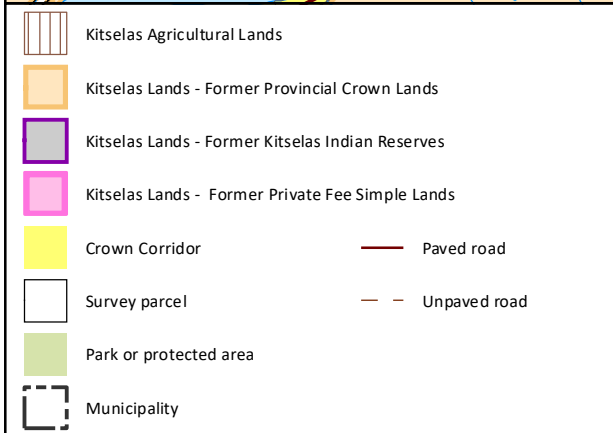 Kitselas Agricultural Lands
Kitselas Lands - Former Provincial Crown Lands
Kitselas Lands - Former Kitselas Indian Reserves
Kitselas Lands -  Former Private Fee Simple Lands
Crown Corridor
Paved road
Survey parcel
Unpaved road
Park or protected area
Municipality